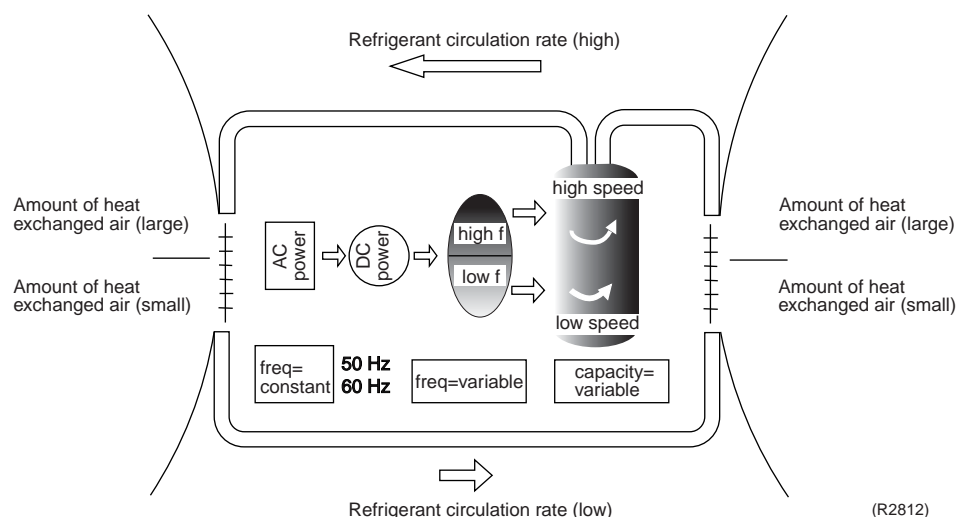 Refrigerant circulation rate (high)
high speed
Amount of heat
exchanged air (large)
Amount of heat
exchanged air (small)
AC
power
DC
power
high f
low f
low speed
Amount of heat
exchanged air (large)
Amount of heat
exchanged air (small)
freq=
constant
50 Hz
60 Hz
freq=variable
capacity=
variable
Refrigerant circulation rate (low)
(R2812)